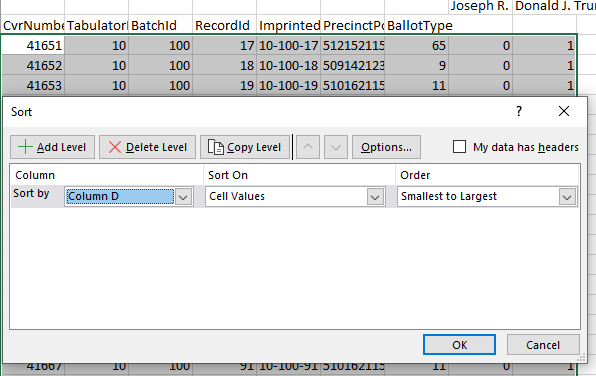 Joseph R. Donald J. Tru
CvrNumbe Tabulator BatchId RecordId Imprinted PrecinctPo BallotType
41651 10 100 17 10-100-17 512152115 65 0 1
41652 10 100 18 10-100-18 509142123 9 0 1
41653 10 100 19 10-100-19 510162115 11 0 1
Sort ? ×
Add Level Delete Level Copy Level Options... My data has headers
Column Sort On Order
Sort by Column D Cell Values Smallest to Largest
OK Cancel
41667 10 100 91 10-100-91 510162115 11 0 1